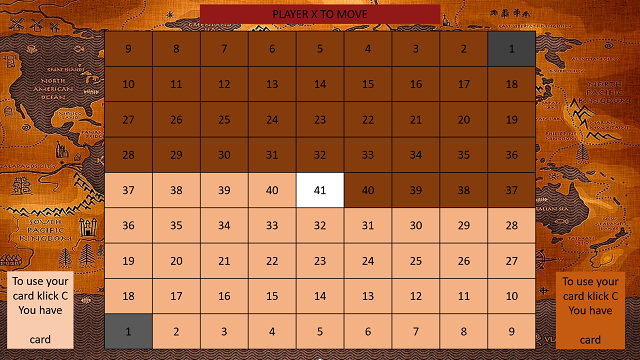 PLAYER X TO MOVE
9 8 7 6 5 4 3 2 1
10 11 12 13 14 15 16 17 18
27 26 25 24 23 22 21 20 19
28 29 30 31 32 33 34 35 36
37 38 39 40 41 40 39 38 37
36 35 34 33 32 31 30 29 28
19 20 21 22 23 24 25 26 27
18 17 16 15 14 13 12 11 10
1 2 3 4 5 6 7 8 9
NORTH
AMERICAN
OCEAN
SOUTH
PACIFIC
KINGDOM
NORTH
PACIFIC
KINGDOM
To use your
card klick C
You have
card
To use your
card klick C
You have
card